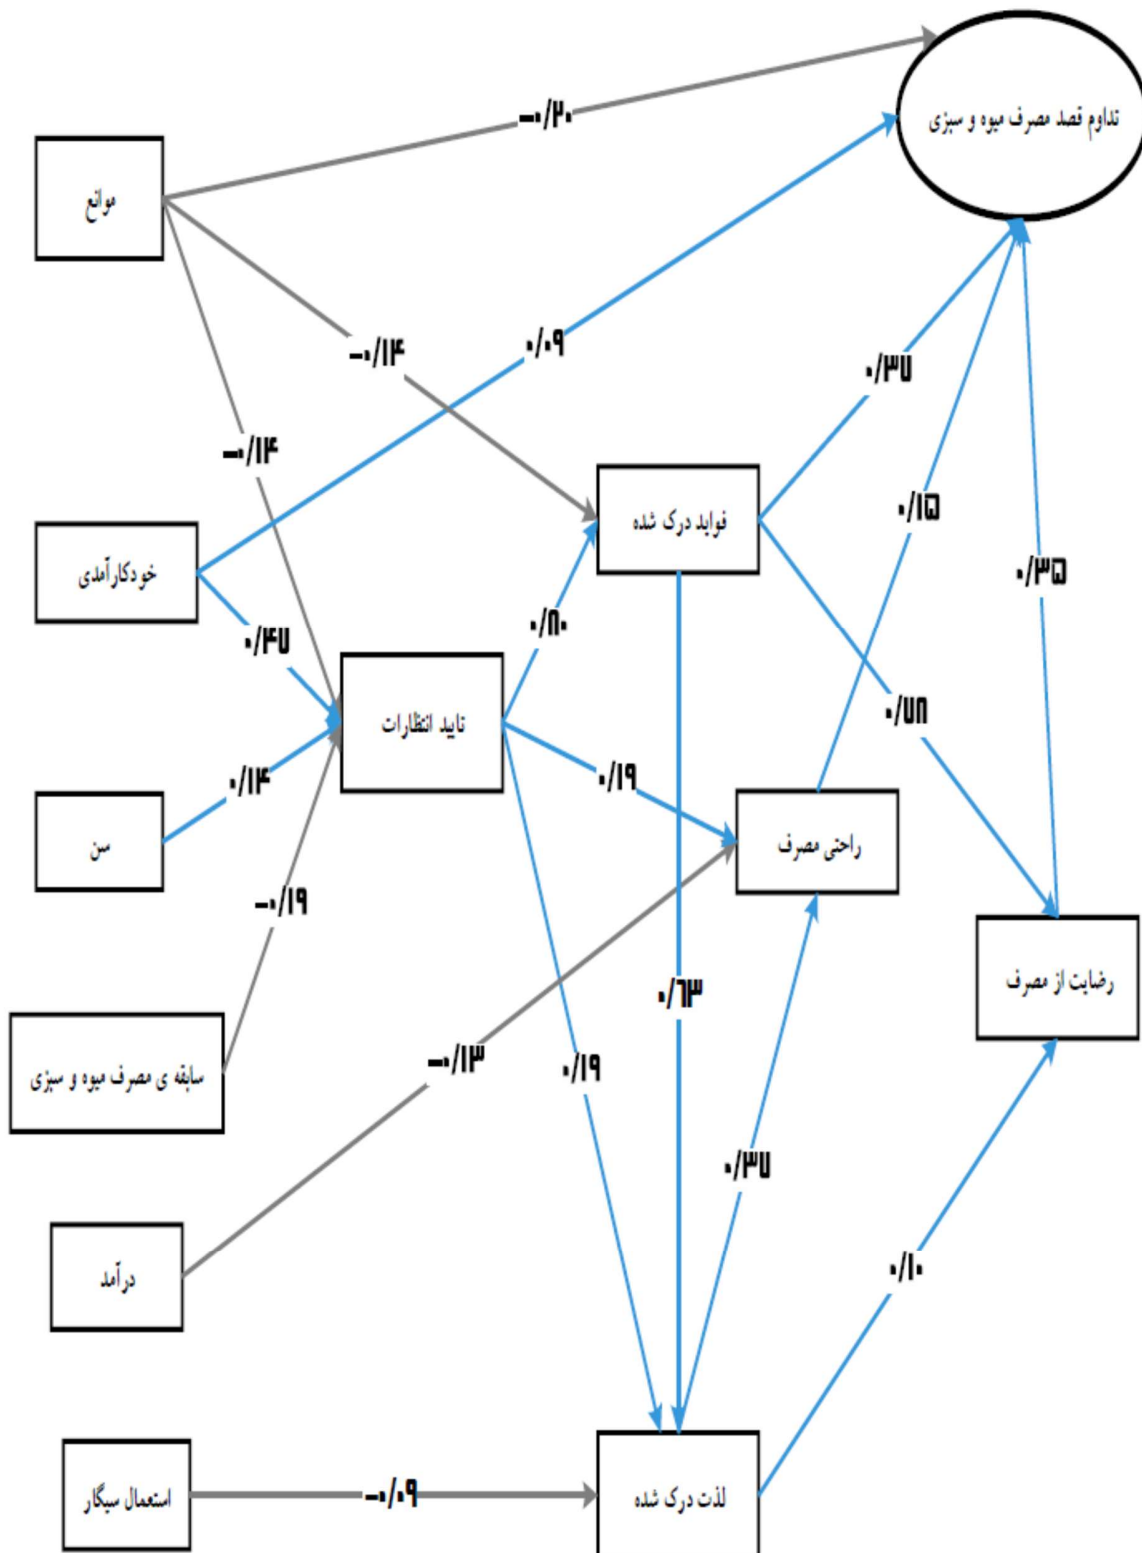 تداوم قصد مصرف میوه و سبزی
-۰/۲۰
موانع
۰/۰۹
-۰/۱۴
۰/۳۷
-۰/۱۴
فواید درک شده
۰/۱۵
خودکارآمدی
۰/۳۵
۰/۸۰
۰/۴۷
۰/۷۸
تایید انتظارات
۰/۱۹
۰/۱۴
سن
راحتی مصرف
-۰/۱۹
رضایت از مصرف
۰/۶۳
سابقه ی مصرف میوه و سبزی
-۰/۱۳
۰/۱۹
۰/۳۷
درآمد
۰/۱۰
استعمال سیگار
-۰/۰۹
لذت درک شده